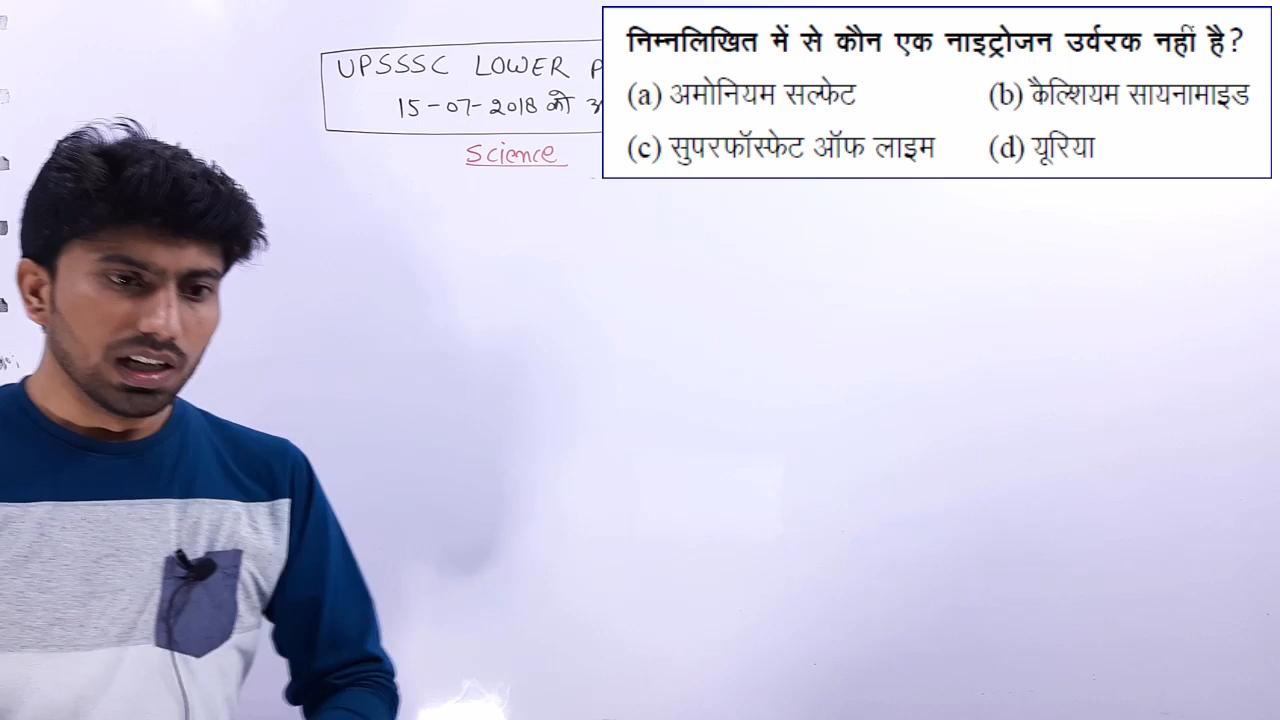 UPSSSC LOWER P
15-07-2018 को अ
Science
निम्नलिखित में से कौन एक नाइट्रोजन उर्वरक नहीं है?
(a) अमोनियम सल्फेट (b) कैल्शियम सायनामाइड
(c) सुपरफॉस्फेट ऑफ लाइम (d) यूरिया